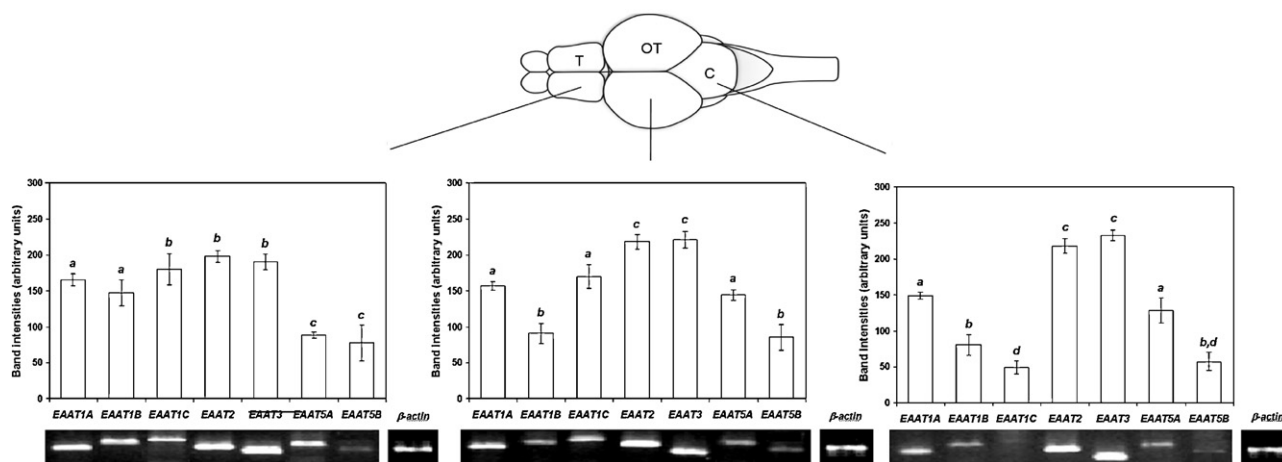 T
OT
C
Band intensities (arbitrary units)
300
250
200
150
100
50
0
a
a
b
b
b
c
c
EAAT1A EAAT1B EAAT1C EAAT2 EAAT3 EAAT5A EAAT5B β-actin
Band intensities (arbitrary units)
300
250
200
150
100
50
0
a
b
a
c
c
a
b
EAAT1A EAAT1B EAAT1C EAAT2 EAAT3 EAAT5A EAAT5B β-actin
Band intensities (arbitrary units)
300
250
200
150
100
50
0
a
b
d
c
c
a
b,d
EAAT1A EAAT1B EAAT1C EAAT2 EAAT3 EAAT5A EAAT5B β-actin